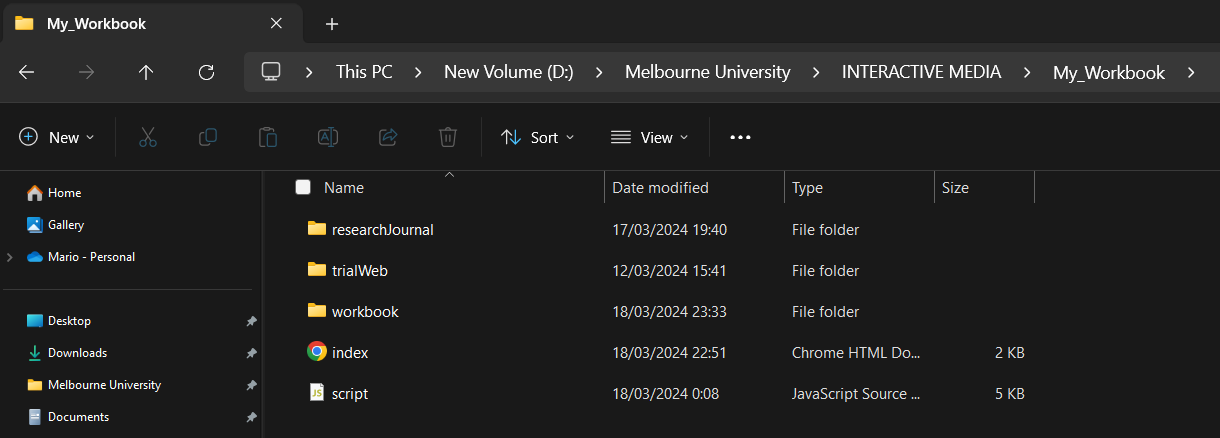 My_Workbook
This PC > New Volume (D:) > Melbourne University > INTERACTIVE MEDIA > My_Workbook >
New Sort View
Name Date modified Type Size
Home
Gallery
Mario - Personal
Desktop
Downloads
Melbourne University
Documents
researchJournal 17/03/2024 19:40 File folder
trialWeb 12/03/2024 15:41 File folder
workbook 18/03/2024 23:33 File folder
index 18/03/2024 22:51 Chrome HTML Do... 2 KB
JS script 18/03/2024 0:08 JavaScript Source ... 5 KB